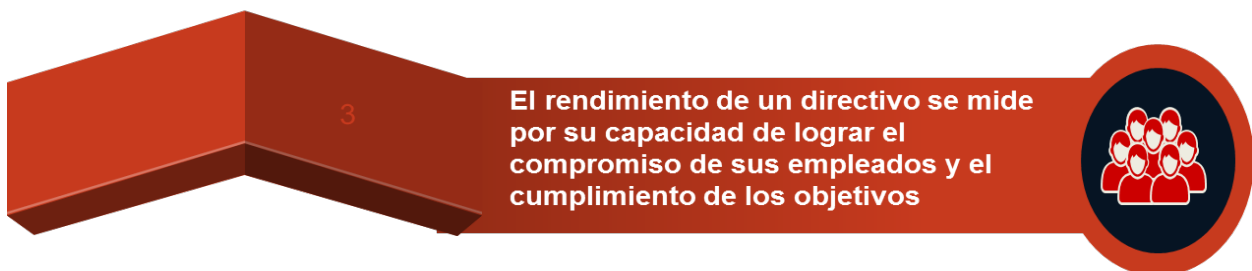 3
El rendimiento de un directivo se mide
por su capacidad de lograr el
compromiso de sus empleados y el
cumplimiento de los objetivos